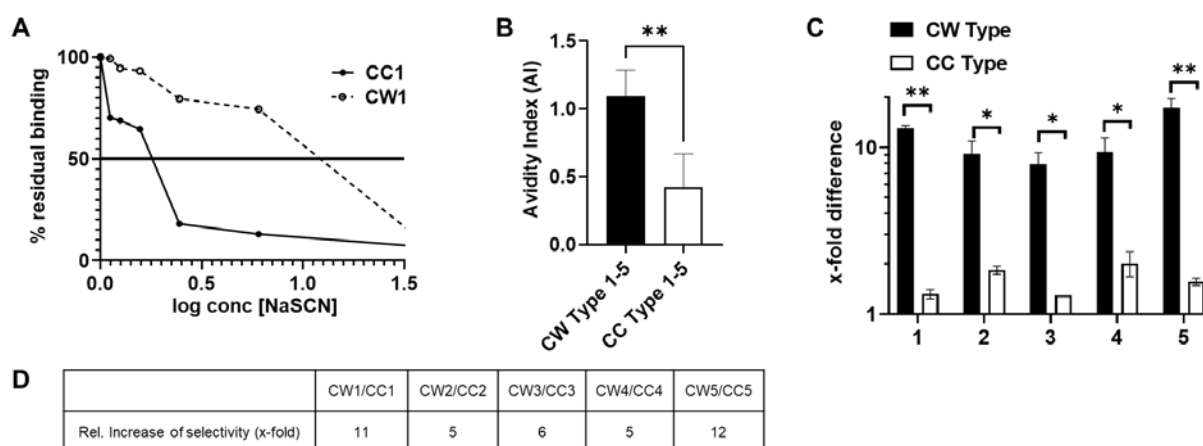 A
% residual binding
100
50
0
0.0
0.5
1.0
1.5
log conc [NaSCN]
CC1
CW1
B
**
Avidity Index (AI)
1.5
1.0
0.5
0.0
CW Type 1-5
CC Type 1-5
C
CW Type
CC Type
x-fold difference
10
1
**
*
*
*
**
1
2
3
4
5
D
CW1/CC1 CW2/CC2 CW3/CC3 CW4/CC4 CW5/CC5
Rel. Increase of selectivity (x-fold) 11 5 6 5 12